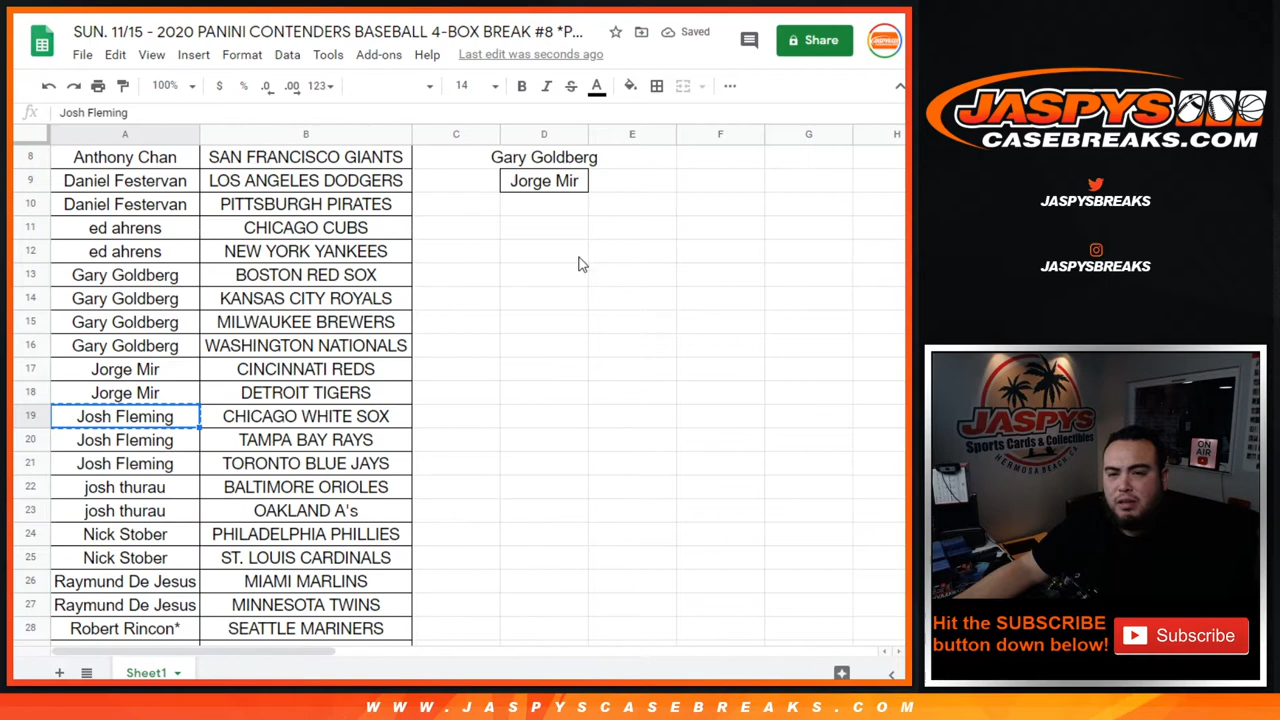 SUN. 11/15 - 2020 PANINI CONTENDERS BASEBALL 4-BOX BREAK #8 *P...
Saved
Share
File Edit View Insert Format Data Tools Add-ons Help Last edit was seconds ago
100% $ % .0 .00 123 14 B I S A
fx Josh Fleming
A B C D E F G H
8 Anthony Chan SAN FRANCISCO GIANTS Gary Goldberg
9 Daniel Festervan LOS ANGELES DODGERS Jorge Mir
10 Daniel Festervan PITTSBURGH PIRATES
11 ed ahrens CHICAGO CUBS
12 ed ahrens NEW YORK YANKEES
13 Gary Goldberg BOSTON RED SOX
14 Gary Goldberg KANSAS CITY ROYALS
15 Gary Goldberg MILWAUKEE BREWERS
16 Gary Goldberg WASHINGTON NATIONALS
17 Jorge Mir CINCINNATI REDS
18 Jorge Mir DETROIT TIGERS
19 Josh Fleming CHICAGO WHITE SOX
20 Josh Fleming TAMPA BAY RAYS
21 Josh Fleming TORONTO BLUE JAYS
22 josh thurau BALTIMORE ORIOLES
23 josh thurau OAKLAND A's
24 Nick Stober PHILADELPHIA PHILLIES
25 Nick Stober ST. LOUIS CARDINALS
26 Raymund De Jesus MIAMI MARLINS
27 Raymund De Jesus MINNESOTA TWINS
28 Robert Rincon* SEATTLE MARINERS
Sheet1
JASPYS
CASEBREAKS.COM
JASPYSBREAKS
JASPYSBREAKS
JASPYS
Sports Cards & Collectibles
HERMOSA BEACH, CA
ON
AIR
Hit the SUBSCRIBE
button down below!
Subscribe
WWW.JASPYSCASEBREAKS.COM